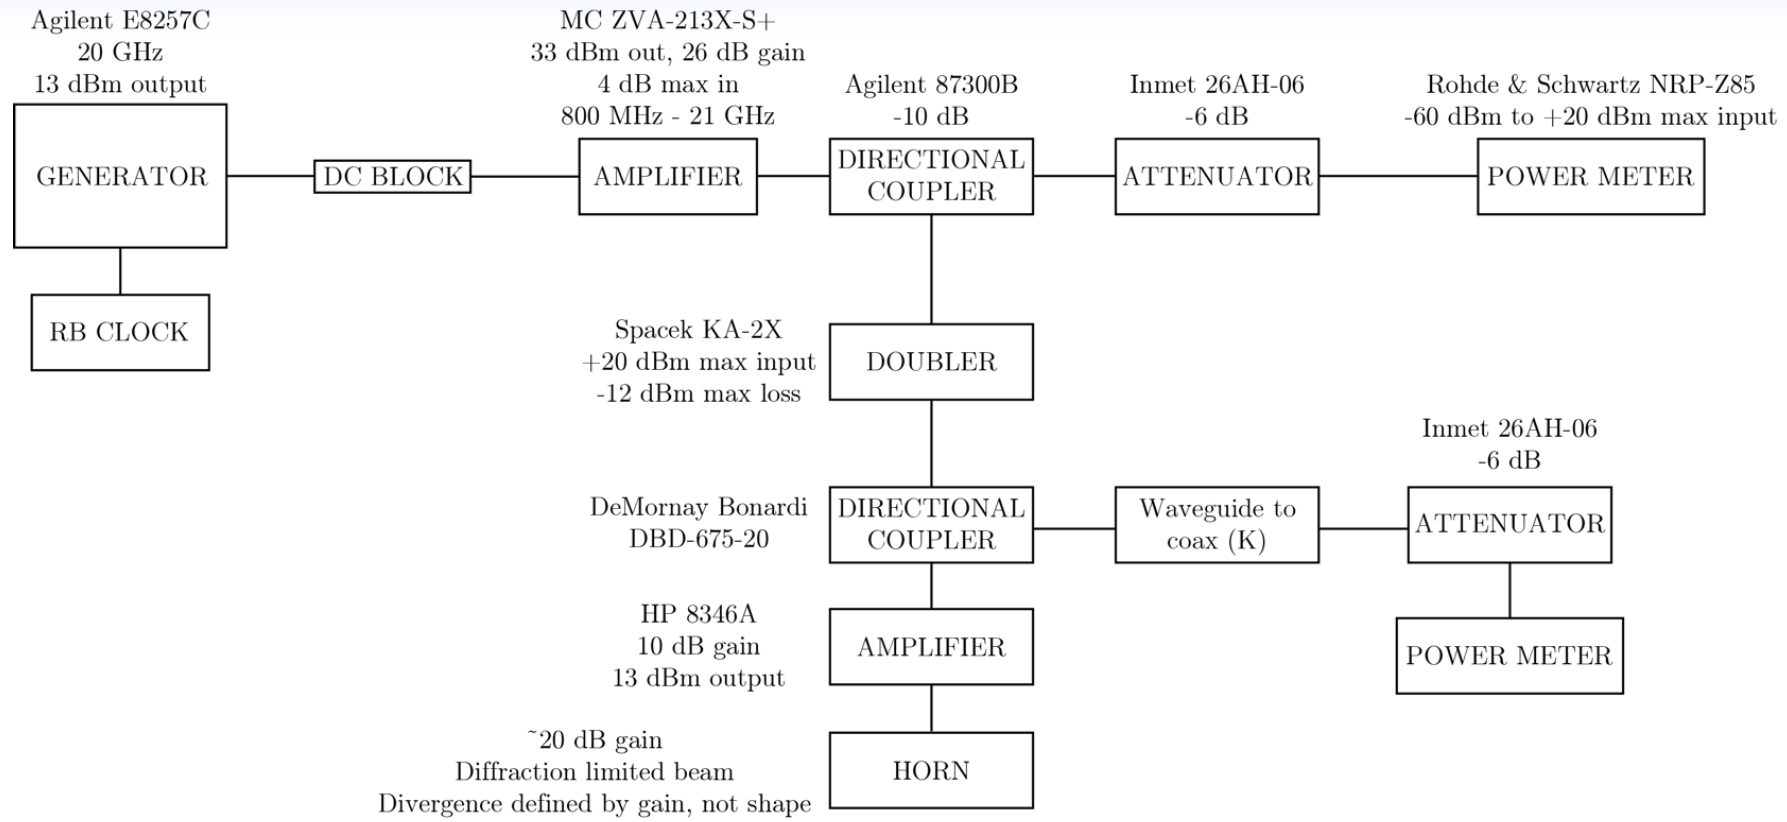 Agilent E8257C
20 GHz
13 dBm output
GENERATOR
RB CLOCK
DC BLOCK
MC ZVA-213X-S+
33 dBm out, 26 dB gain
4 dB max in
800 MHz - 21 GHz
AMPLIFIER
Agilent 87300B
-10 dB
DIRECTIONAL
COUPLER
Inmet 26AH-06
-6 dB
ATTENUATOR
Rohde & Schwartz NRP-Z85
-60 dBm to +20 dBm max input
POWER METER
Spacek KA-2X
+20 dBm max input
-12 dBm max loss
DOUBLER
DeMornay Bonardi
DBD-675-20
DIRECTIONAL
COUPLER
Waveguide to
coax (K)
Inmet 26AH-06
-6 dB
ATTENUATOR
POWER METER
HP 8346A
10 dB gain
13 dBm output
AMPLIFIER
~20 dB gain
Diffraction limited beam
Divergence defined by gain, not shape
HORN